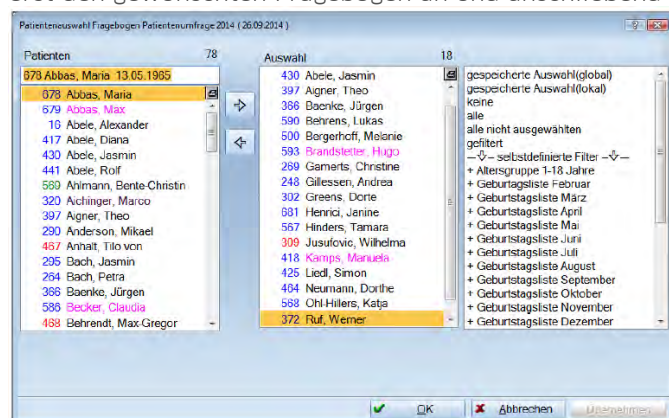 Patientenauswahl Fragebogen Patientenumfrage 2014 ( 26.09.2014 )
Patienten 78
678 Abbas, Maria 13.05.1965
678 Abbas, Maria
679 Abbas, Max
16 Abele, Alexander
417 Abele, Diana
430 Abele, Jasmin
441 Abele, Rolf
569 Ahlmann, Bente-Christin
320 Aichinger, Marco
397 Aigner, Theo
290 Anderson, Mikael
467 Anhalt, Tilo von
295 Bach, Jasmin
264 Bach, Petra
366 Baenke, Jürgen
586 Becker, Claudia
468 Behrendt, Max-Gregor
Auswahl 18
430 Abele, Jasmin
397 Aigner, Theo
366 Baenke, Jürgen
590 Behrens, Lukas
500 Bergerhoff, Melanie
593 Brandstetter, Hugo
269 Gamerts, Christine
248 Gillessen, Andrea
302 Greens, Dorte
681 Henrici, Janine
567 Hinders, Tamara
309 Jusufovic, Wilhelma
418 Kamps, Manuela
425 Liedl, Simon
464 Neumann, Dorthe
568 Ohl-Hillers, Katja
372 Ruf, Werner
gespeicherte Auswahl(global)
gespeicherte Auswahl(lokal)
keine
alle
alle nicht ausgewählten
gefiltert
selbstdefinierte Filter
+ Altersgruppe 1-18 Jahre
+ Geburtagsliste Februar
+ Geburtstagsliste März
+ Geburtstagsliste April
+ Geburtstagsliste Mai
+ Geburtstagsliste Juni
+ Geburtstagsliste Juli
+ Geburtstagsliste August
+ Geburtstagsliste September
+ Geburtstagsliste Oktober
+ Geburtstagsliste November
+ Geburtstagsliste Dezember
OK Abbrechen Übernehmen